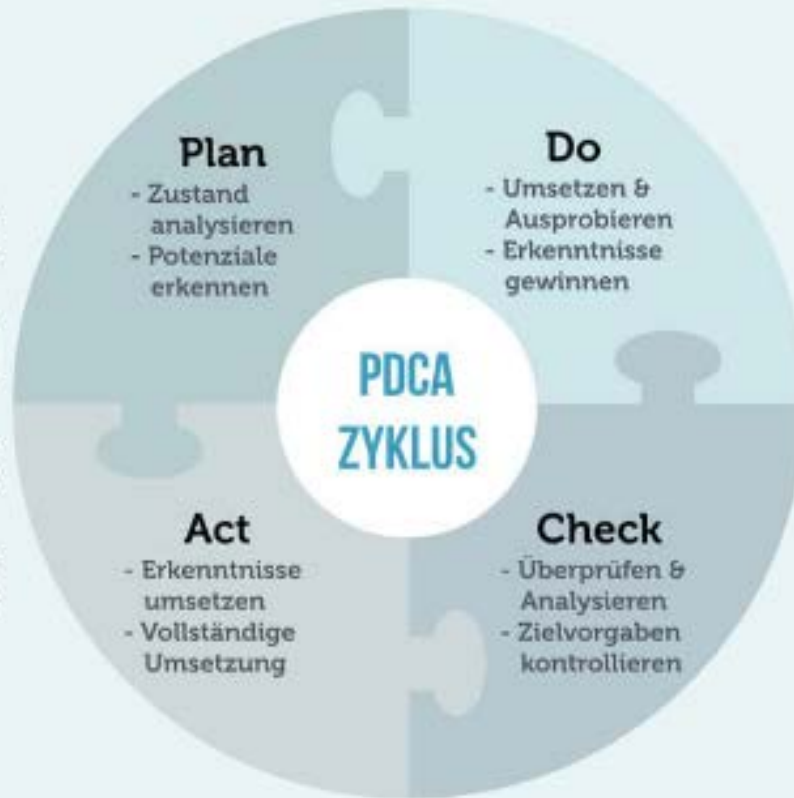 Plan
- Zustand
analysieren
- Potenziale
erkennen
Do
- Umsetzen &
Ausprobieren
- Erkenntnisse
gewinnen
PDCA
ZYKLUS
Act
- Erkenntnisse
umsetzen
- Vollständige
Umsetzung
Check
- Überprüfen &
Analysieren
- Zielvorgaben
kontrollieren